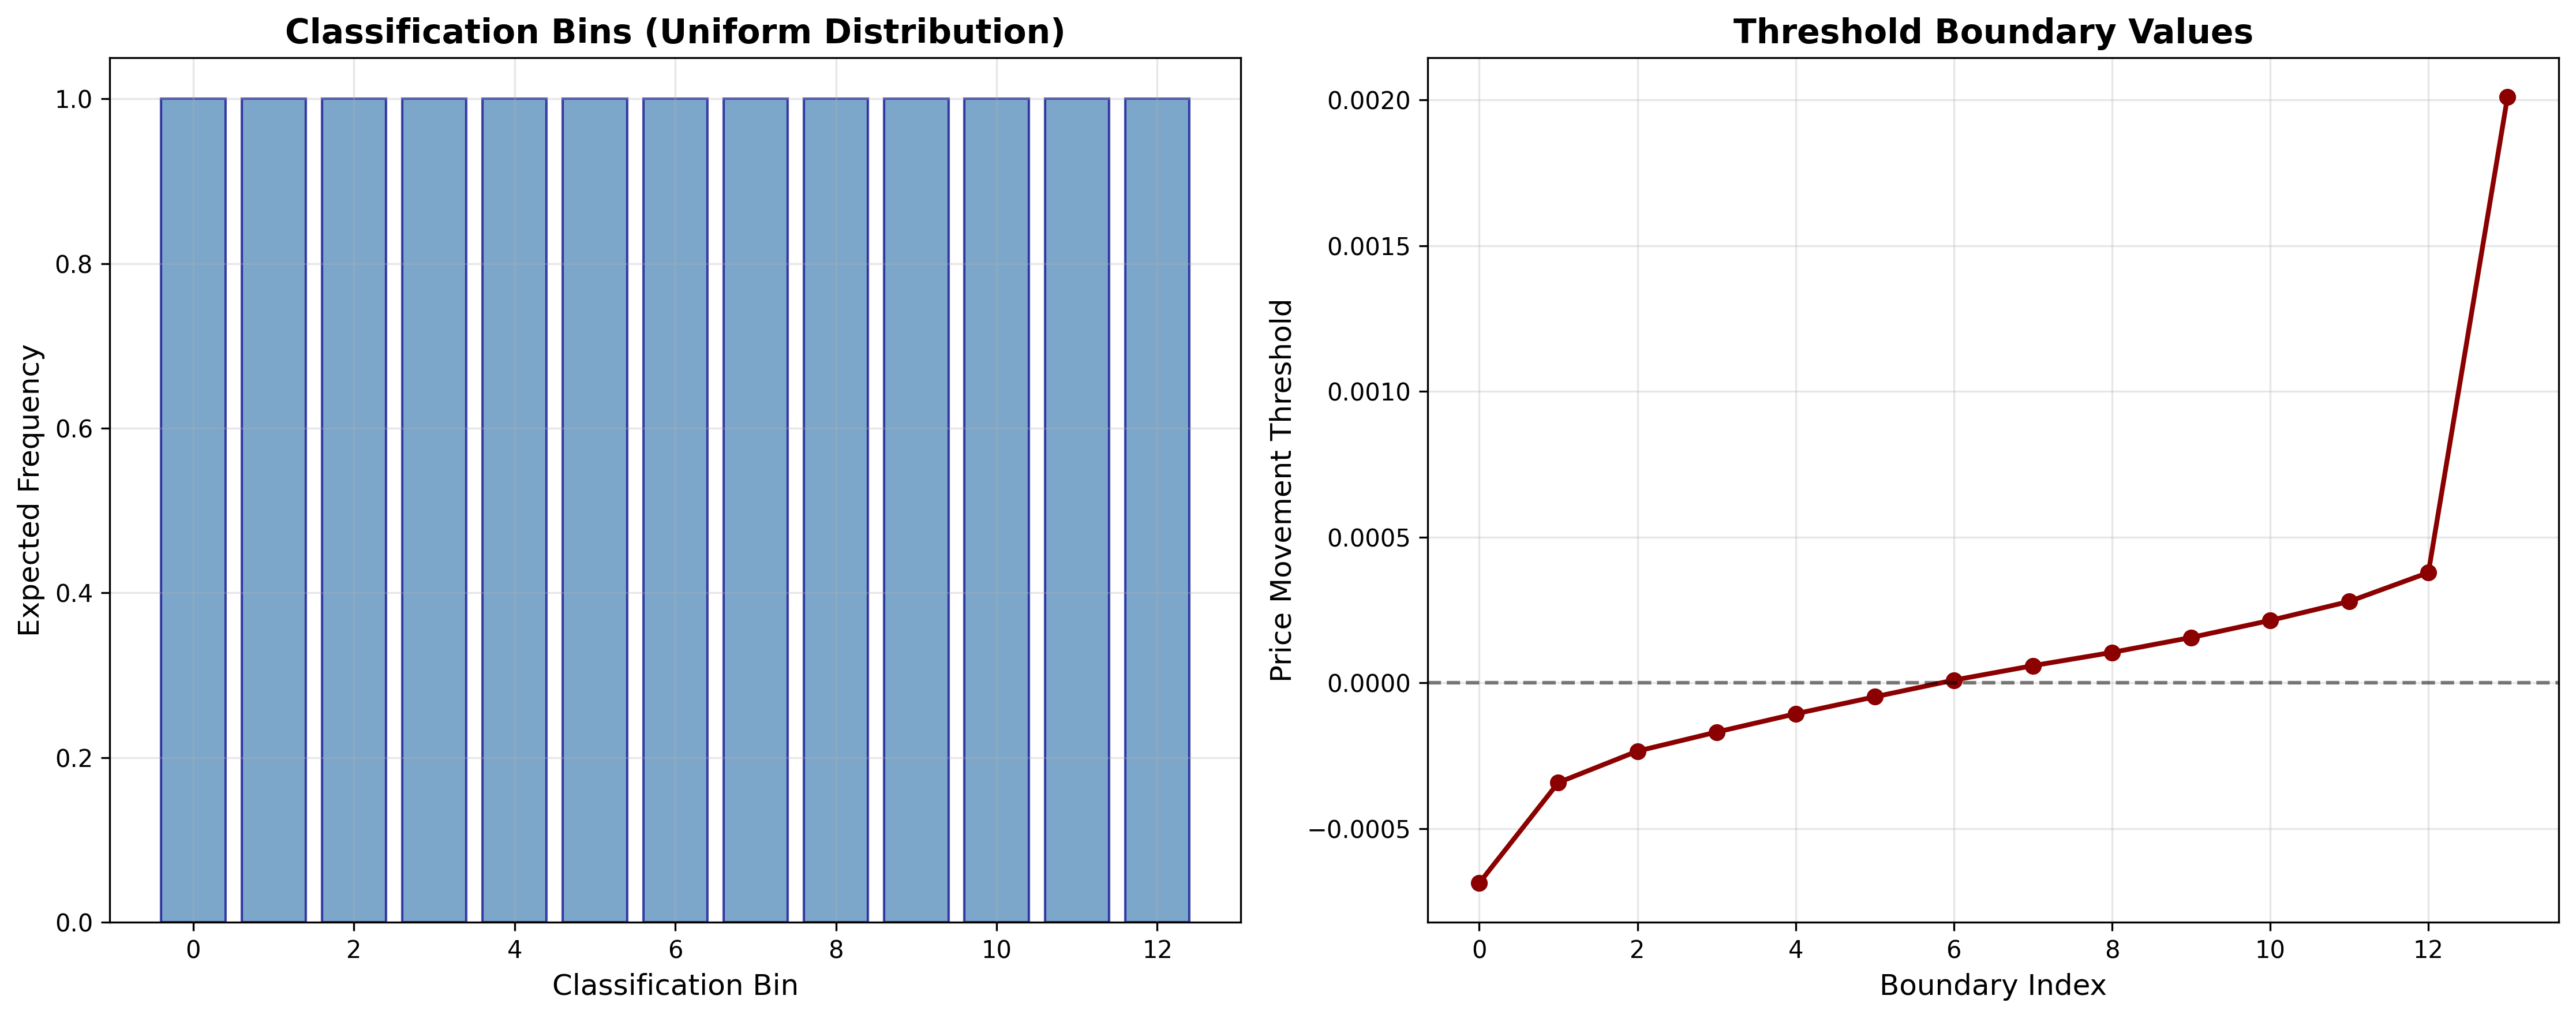 Classification Bins (Uniform Distribution)
Expected Frequency
1.0
0.8
0.6
0.4
0.2
0.0
0 2 4 6 8 10 12
Classification Bin
Threshold Boundary Values
Price Movement Threshold
0.0020
0.0015
0.0010
0.0005
0.0000
−0.0005
0 2 4 6 8 10 12
Boundary Index